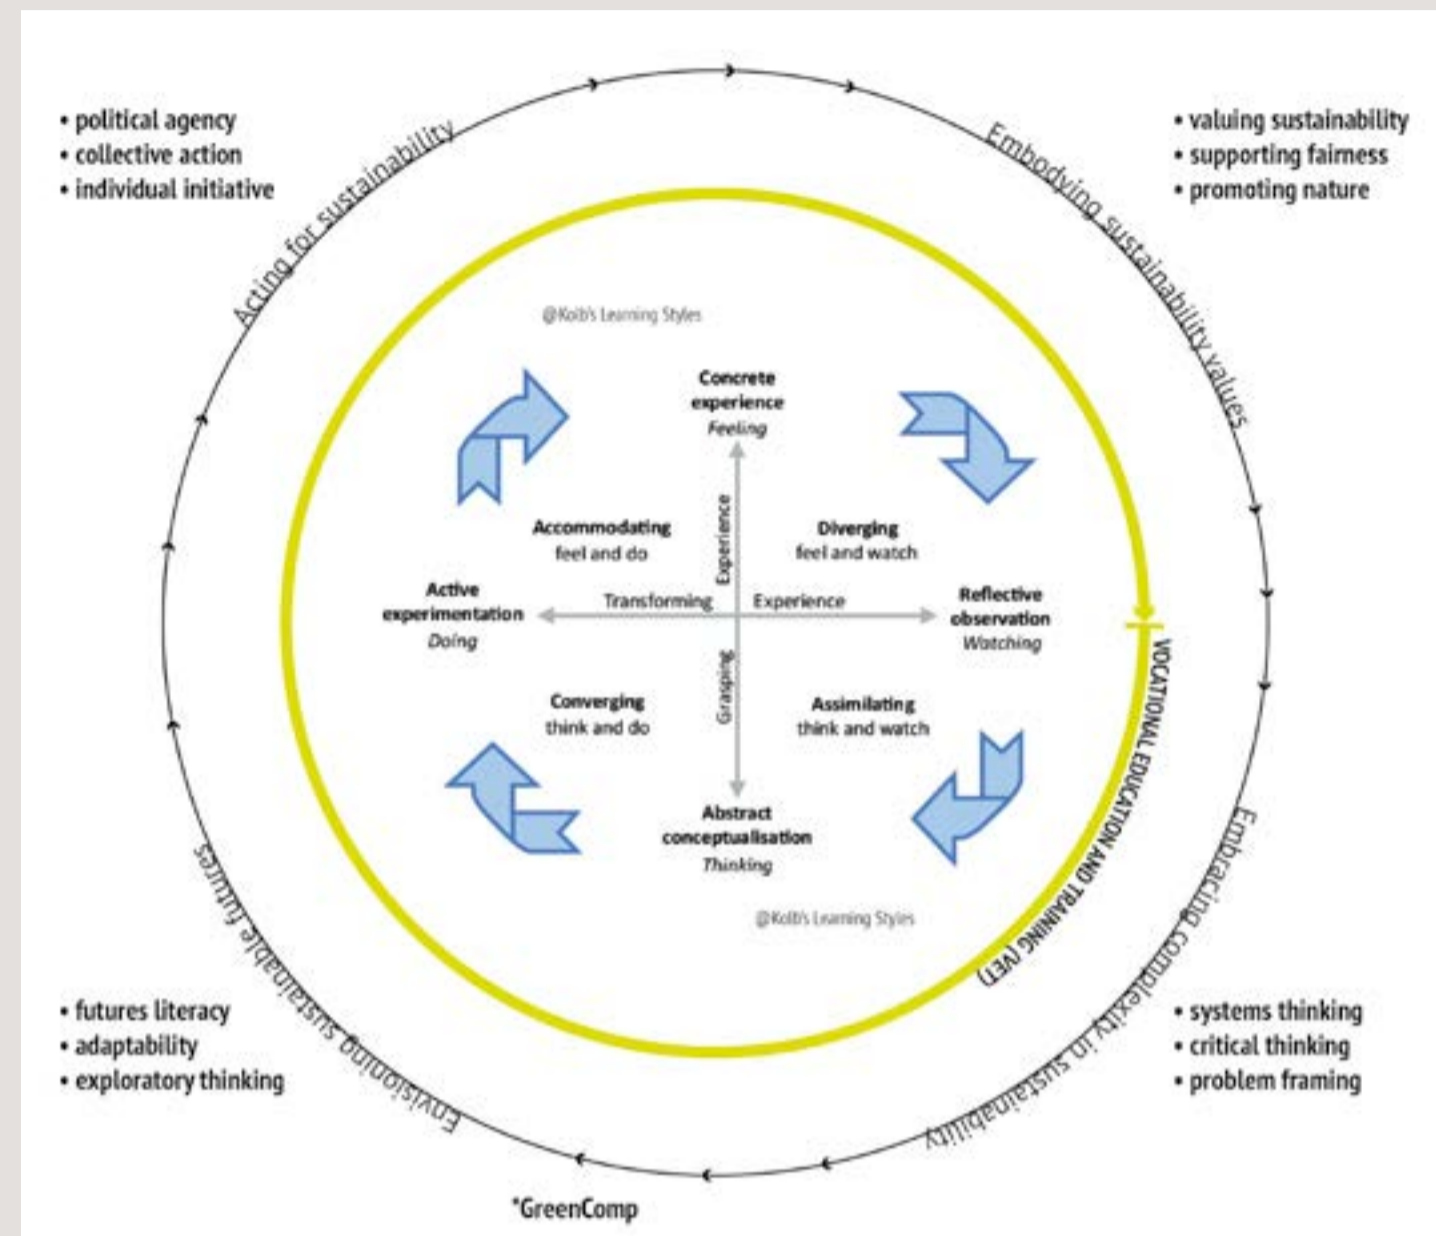 • political agency
• collective action
• individual initiative
Acting for sustainability
Embodying sustainability values
• valuing sustainability
• supporting fairness
• promoting nature
@Kolb's Learning Styles
Concrete
experience
Feeling
Accommodating
feel and do
Experience
Diverging
feel and watch
Active
experimentation
Doing
Transforming
Experience
Reflective
observation
Watching
Converging
think and do
Grasping
Assimilating
think and watch
Abstract
conceptualisation
Thinking
@Kolb's Learning Styles
VOCATIONAL EDUCATION AND TRAINING (VET)
Embracing complexity in sustainability
Envisioning sustainable futures
• futures literacy
• adaptability
• exploratory thinking
• systems thinking
• critical thinking
• problem framing
*GreenComp